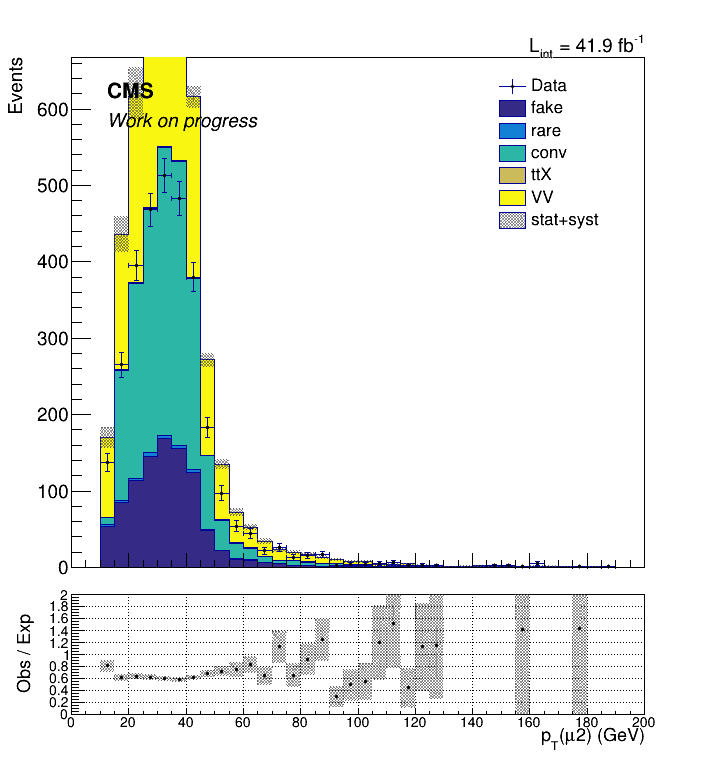 L_int = 41.9 fb^-1
Events
CMS
Work on progress
Data
fake
rare
conv
ttX
VV
stat+syst
600
500
400
300
200
100
0
Obs / Exp
2
1.8
1.6
1.4
1.2
1
0.8
0.6
0.4
0.2
0
0 20 40 60 80 100 120 140 160 180 200
p_T(μ2) (GeV)